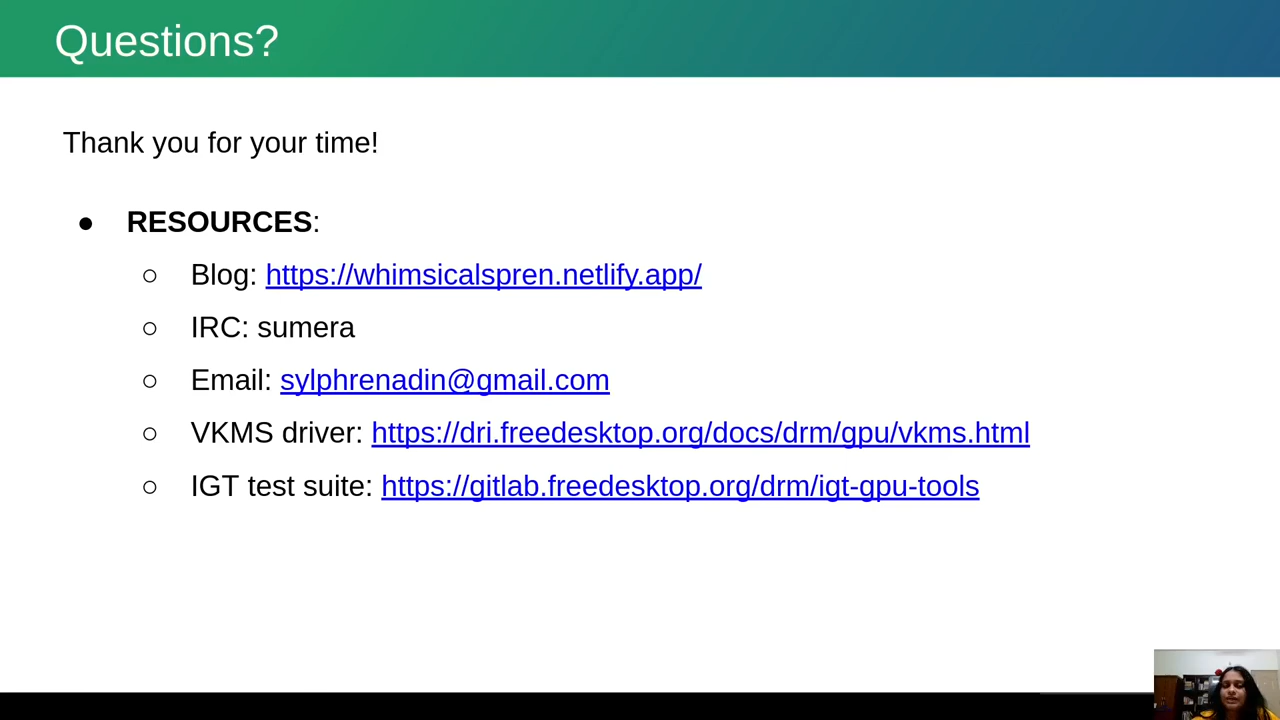 Questions?
Thank you for your time!
● RESOURCES:
○ Blog: https://whimsicalspren.netlify.app/
○ IRC: sumera
○ Email: sylphrenadin@gmail.com
○ VKMS driver: https://dri.freedesktop.org/docs/drm/gpu/vkms.html
○ IGT test suite: https://gitlab.freedesktop.org/drm/igt-gpu-tools